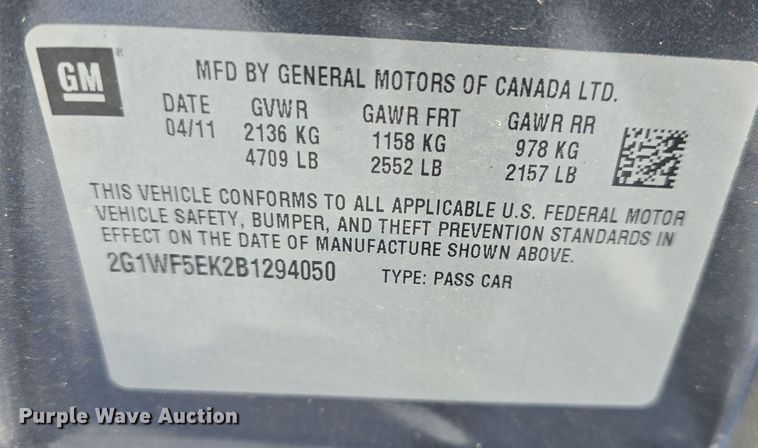 GM
MFD BY GENERAL MOTORS OF CANADA LTD.
DATE GVWR GAWR FRT GAWR RR
04/11 2136 KG 1158 KG 978 KG
4709 LB 2552 LB 2157 LB
THIS VEHICLE CONFORMS TO ALL APPLICABLE U.S. FEDERAL MOTOR
VEHICLE SAFETY, BUMPER, AND THEFT PREVENTION STANDARDS IN
EFFECT ON THE DATE OF MANUFACTURE SHOWN ABOVE.
2G1WF5EK2B1294050 TYPE: PASS CAR
Purple Wave Auction